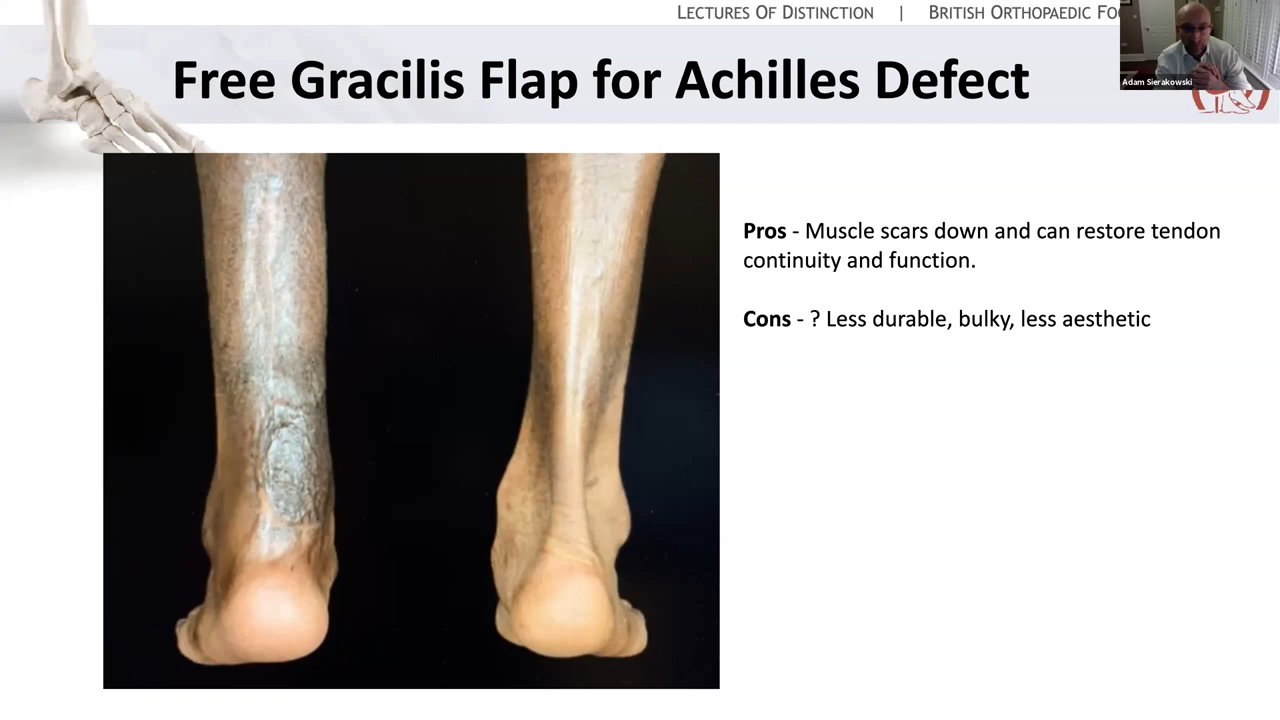 LECTURES OF DISTINCTION | BRITISH ORTHOPAEDIC
Free Gracilis Flap for Achilles Defect
Adam Sierakowski
Pros - Muscle scars down and can restore tendon
continuity and function.
Cons - ? Less durable, bulky, less aesthetic